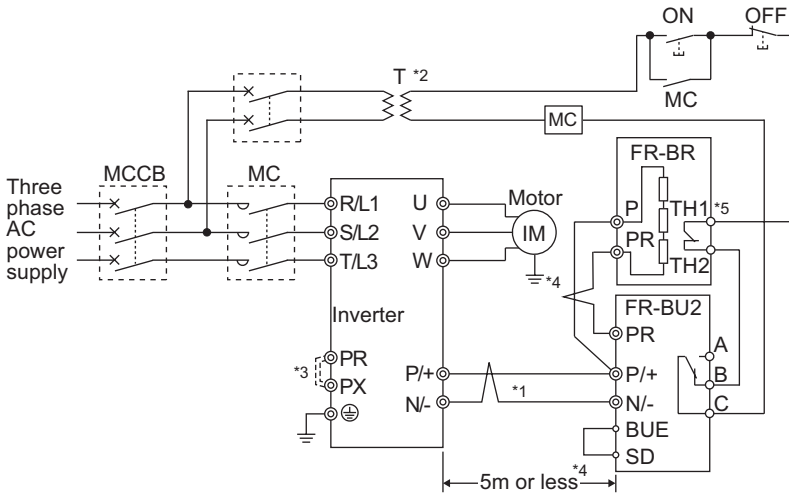 ON
OFF
T *2
MC
MC
FR-BR
MCCB
MC
Three
phase
AC
power
supply
R/L1
S/L2
T/L3
U
V
W
Motor
IM
*4
P
PR
TH1 *5
TH2
FR-BU2
Inverter
PR
PX
*3
P/+
N/-
*1
PR
P/+
N/-
BUE
SD
A
B
C
5m or less *4